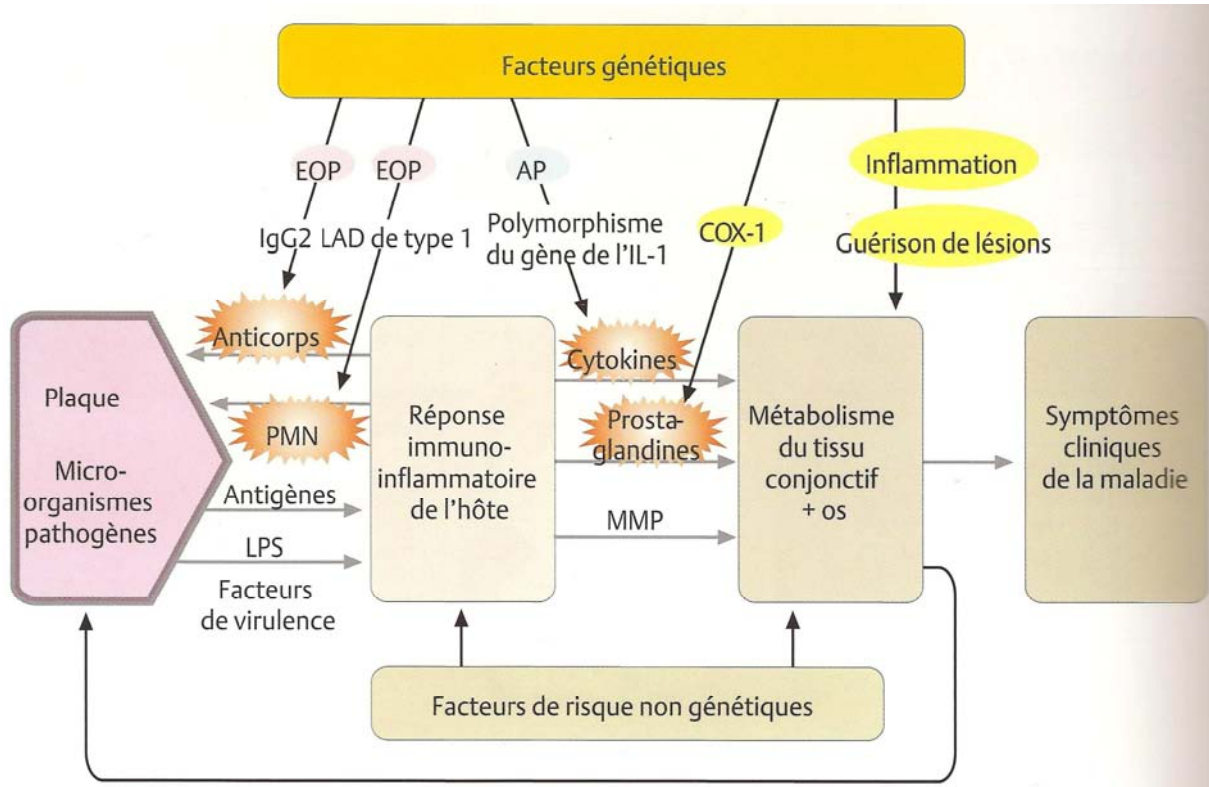 Facteurs génétiques
EOP
EOP
AP
COX-1
Inflammation
Guérison de lésions
IgG2
LAD de type 1
Polymorphisme
du gène de l'IL-1
Anticorps
PMN
Antigènes
LPS
Facteurs
de virulence
Plaque
Micro-
organismes
pathogènes
Réponse
immuno-
inflammatoire
de l'hôte
Cytokines
Prosta-
glandines
MMP
Métabolisme
du tissu
conjonctif
+ os
Symptômes
cliniques
de la maladie
Facteurs de risque non génétiques